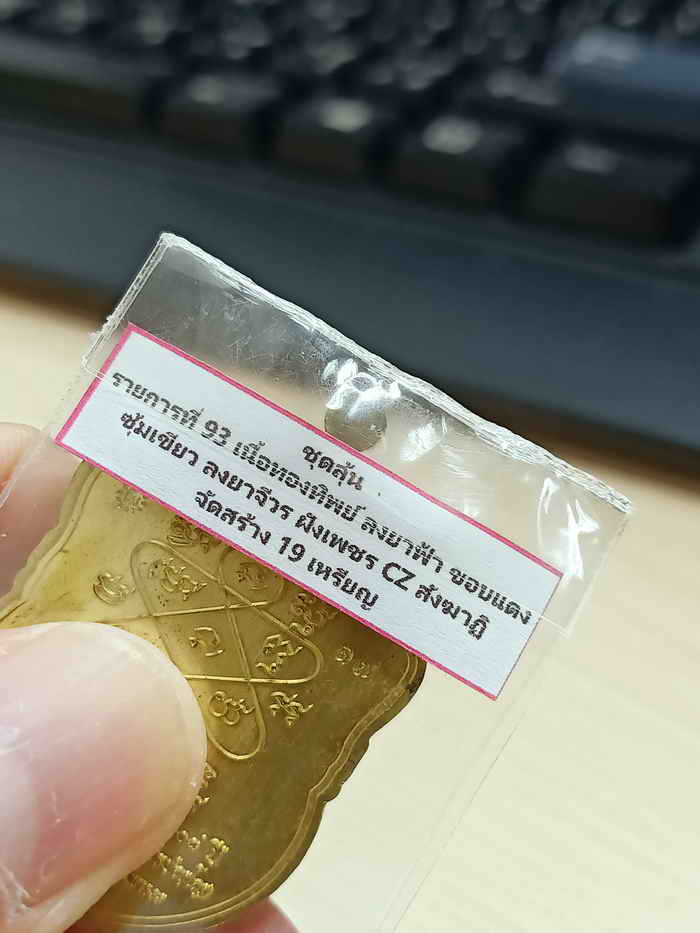 ชุดลุ้น
รายการที่ 93 เนื้อทองทิพย์ ลงยาฟ้า ขอบแดง
ซุ้มเขียว ลงยาจีวร ฝังเพชร CZ สังฆาฏิ
จัดสร้าง 19 เหรียญ
๑๗